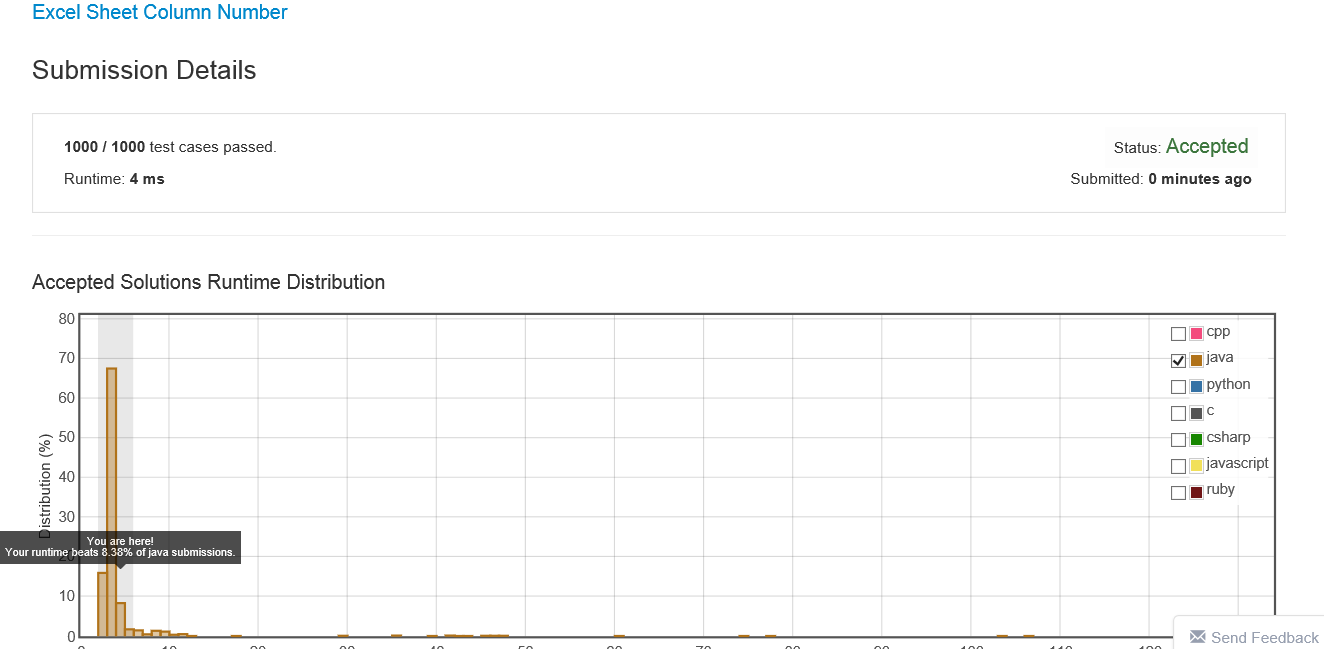 Excel Sheet Column Number
Submission Details
1000 / 1000 test cases passed.
Status: Accepted
Runtime: 4 ms
Submitted: 0 minutes ago
Accepted Solutions Runtime Distribution
80
70
60
50
40
30
20
10
0
Distribution (%)
You are here!
Your runtime beats 8.38% of java submissions.
cpp
java
python
c
csharp
javascript
ruby
Send Feedback